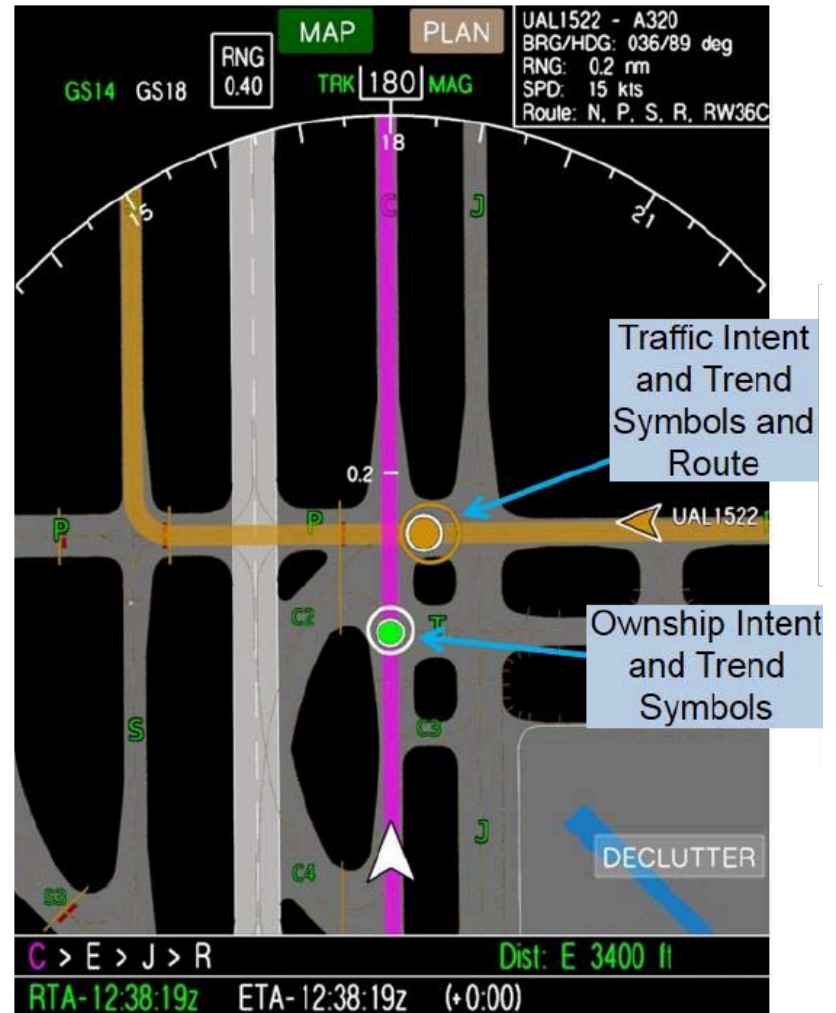 MAP
PLAN
UAL1522 - A320
BRG/HDG: 036/89 deg
RNG: 0.2 nm
SPD: 15 kts
Route: N, P, S, R, RW36C
RNG
0.40
GS14 GS18
TRK 180 MAG
18
15
21
C
J
Traffic Intent
and Trend
Symbols and
Route
0.2
P
P
UAL1522
C2
T
Ownship Intent
and Trend
Symbols
S
C3
J
DECLUTTER
C4
S3
C > E > J > R
Dist: E 3400 ft
RTA-12:38:19z ETA-12:38:19z (+0:00)